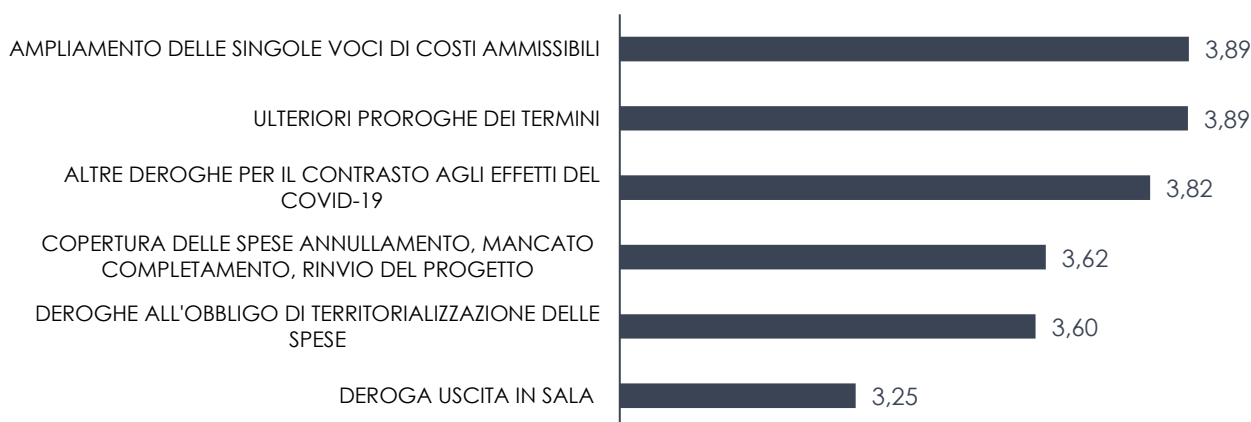 AMPLIAMENTO DELLE SINGOLE VOCI DI COSTI AMMISSIBILI
3,89
ULTERIORI PROROGHE DEI TERMINI
3,89
ALTRE DEROGHE PER IL CONTRASTO AGLI EFFETTI DEL
COVID-19
3,82
COPERTURA DELLE SPESE ANNULLAMENTO, MANCATO
COMPLETAMENTO, RINVIO DEL PROGETTO
3,62
DEROGHE ALL'OBBLIGO DI TERRITORIALIZZAZIONE DELLE
SPESE
3,60
DEROGA USCITA IN SALA
3,25